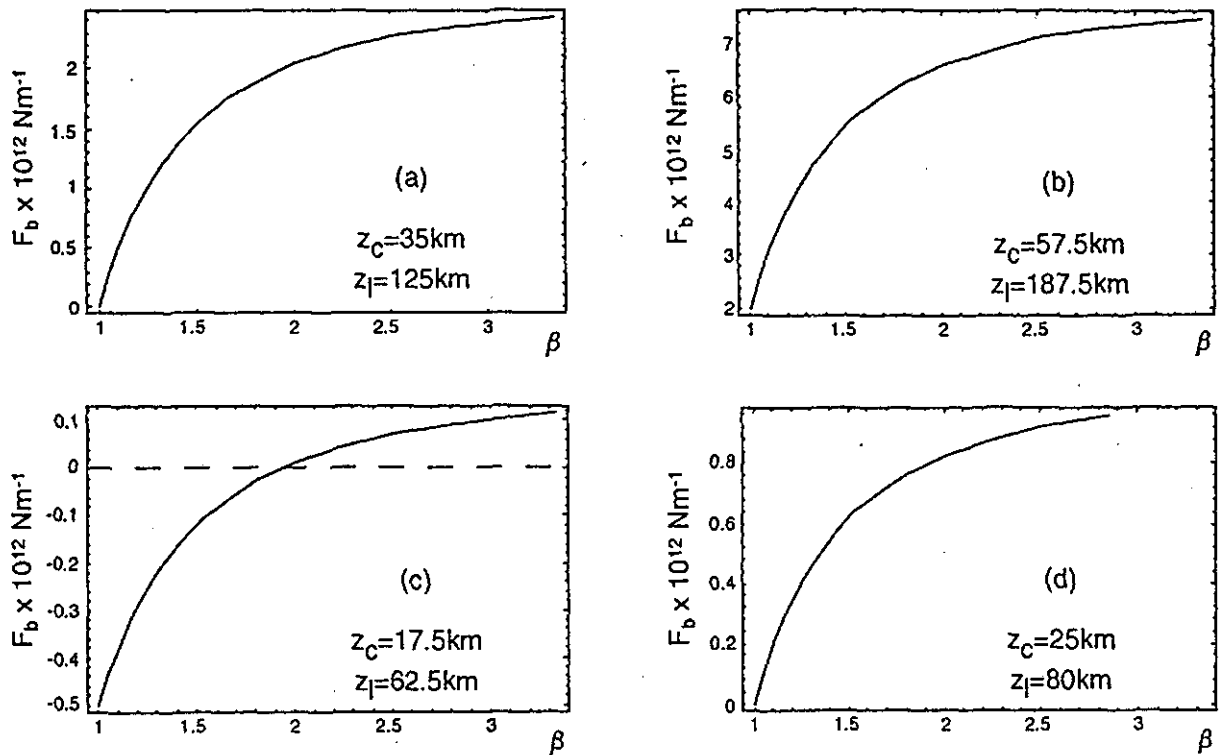 F_b x 10^12 Nm^-1
2
1.5
1
0.5
0
1 1.5 2 2.5 3
β
(a)
z_c=35km
z_l=125km
F_b x 10^12 Nm^-1
7
6
5
4
3
2
1 1.5 2 2.5 3
β
(b)
z_c=57.5km
z_l=187.5km
F_b x 10^12 Nm^-1
0.1
0
-0.1
-0.2
-0.3
-0.4
-0.5
1 1.5 2 2.5 3
β
(c)
z_c=17.5km
z_l=62.5km
F_b x 10^12 Nm^-1
0.8
0.6
0.4
0.2
0
1 1.5 2 2.5 3
β
(d)
z_c=25km
z_l=80km